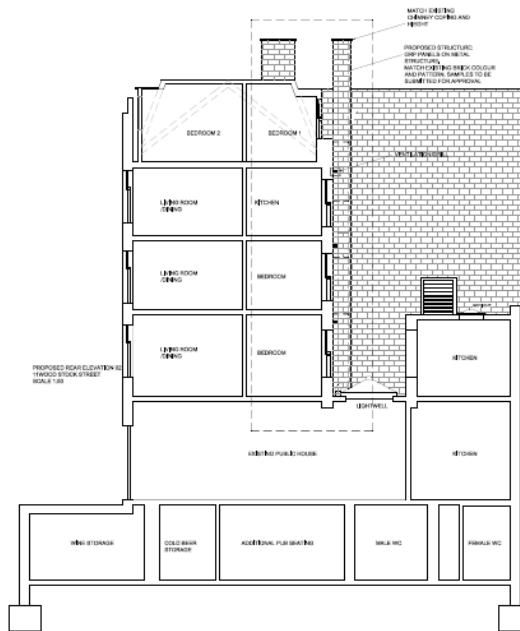 MATCH EXISTING
CHIMNEY COPING AND
HEIGHT
PROPOSED STRUCTURE:
GRP PANELS ON METAL
STRUCTURE,
MATCH EXISTING BRICK COLOUR
AND PATTERN. SAMPLES TO BE
SUBMITTED FOR APPROVAL
BEDROOM 2
BEDROOM 1
VENTILATION GRILL
LIVING ROOM
/DINING
KITCHEN
LIVING ROOM
/DINING
BEDROOM
LIVING ROOM
/DINING
BEDROOM
KITCHEN
PROPOSED REAR ELEVATION 02
11WOOD STOCK STREET
SCALE
LIGHTWELL
EXISTING PUBLIC HOUSE
KITCHEN
WINE STORAGE
COLD BEER
STORAGE
ADDITIONAL PUB SEATING
MALE WC
FEMALE WC